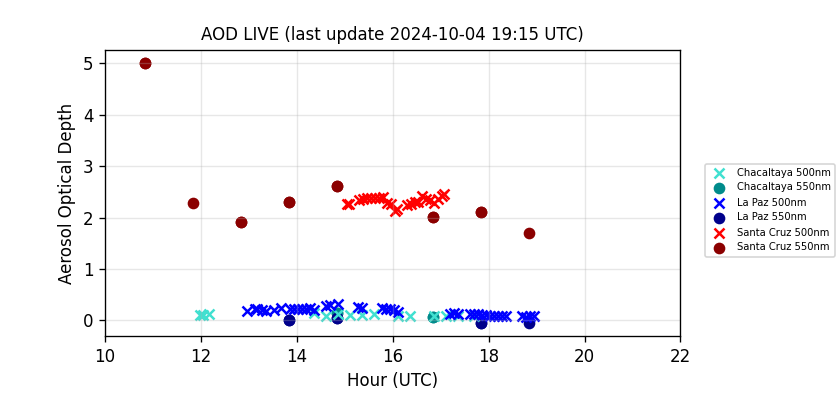 AOD LIVE (last update 2024-10-04 19:15 UTC)
Aerosol Optical Depth
5
4
3
2
1
0
10 12 14 16 18 20 22
Hour (UTC)
Chacaltaya 500nm
Chacaltaya 550nm
La Paz 500nm
La Paz 550nm
Santa Cruz 500nm
Santa Cruz 550nm